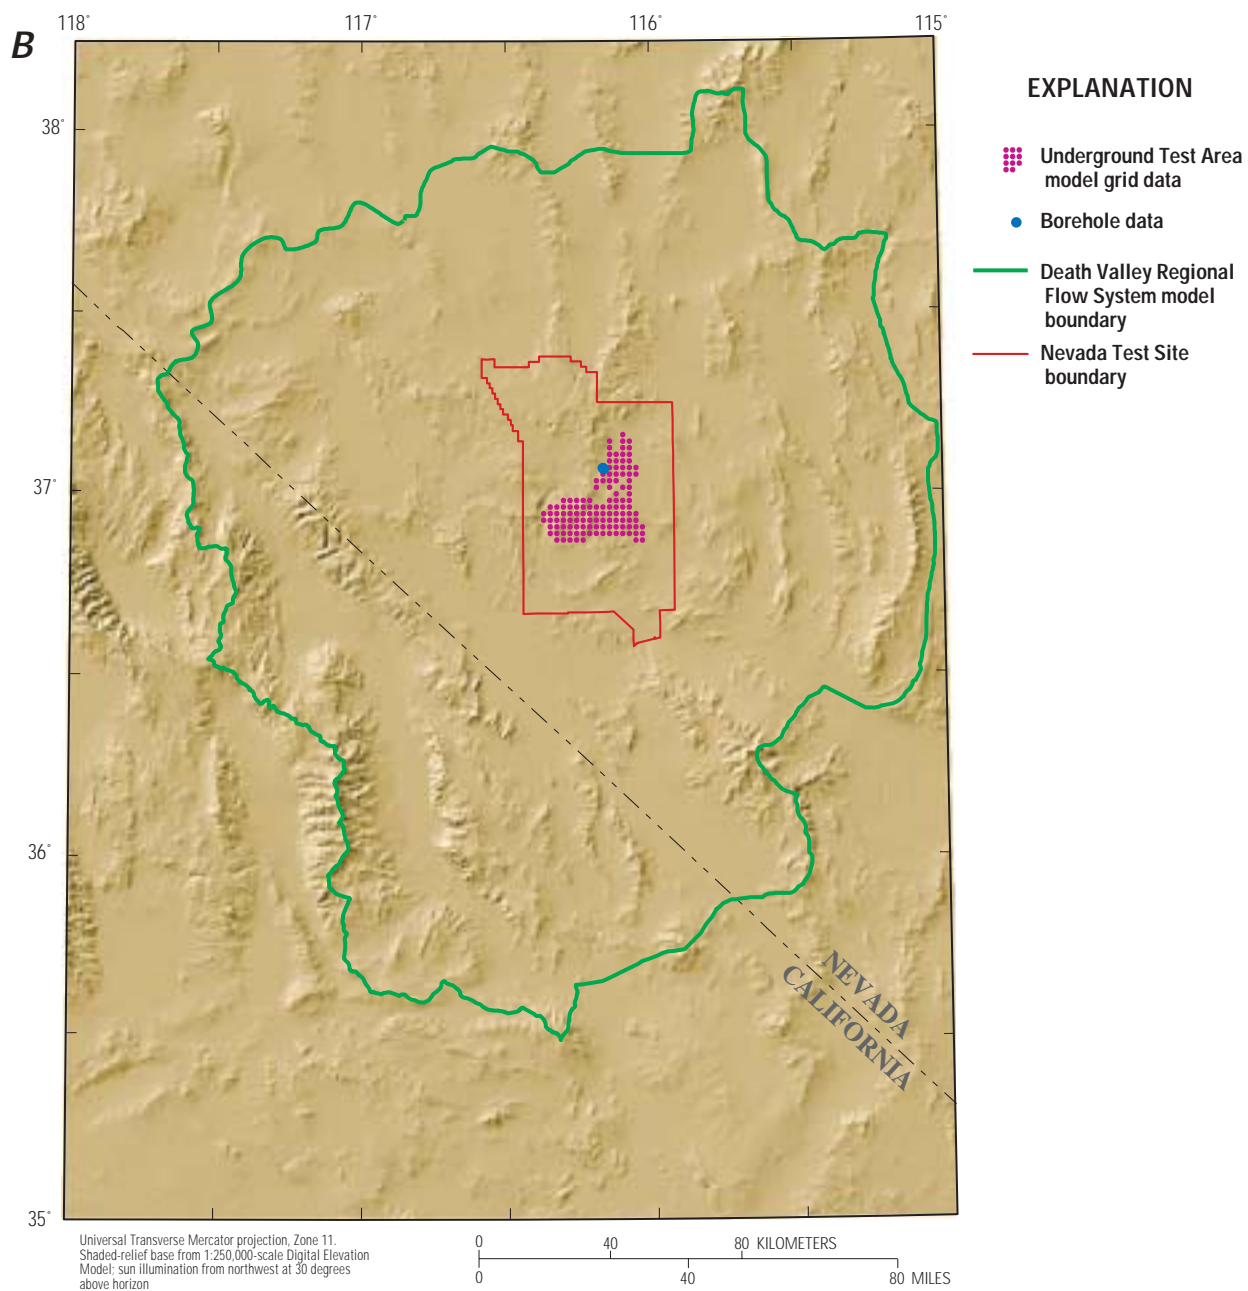 B
118°
117°
116°
115°
38°
37°
36°
35°
EXPLANATION
Underground Test Area
model grid data
Borehole data
Death Valley Regional
Flow System model
boundary
Nevada Test Site
boundary
NEVADA
CALIFORNIA
Universal Transverse Mercator projection, Zone 11.
Shaded-relief base from 1:250,000-scale Digital Elevation
Model; sun illumination from northwest at 30 degrees
above horizon
0 40 80 KILOMETERS
0 40 80 MILES